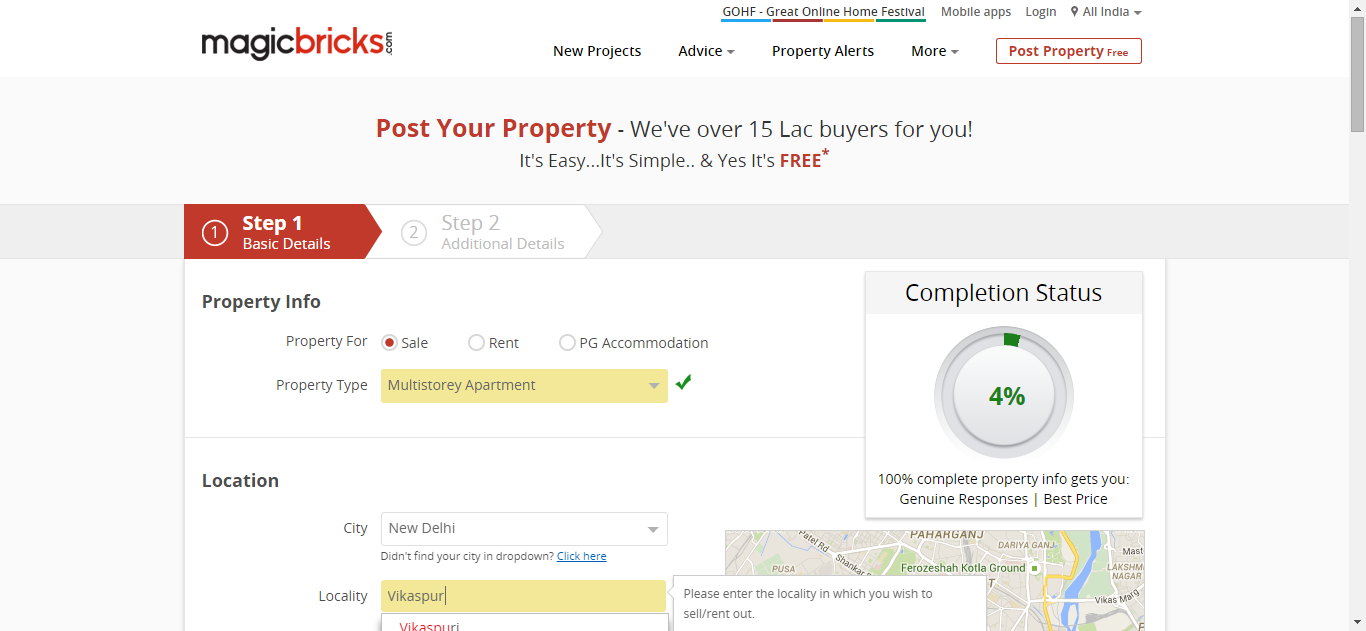 GOHF - Great Online Home Festival Mobile apps Login All India
magicbricks.com
New Projects Advice Property Alerts More Post Property Free
Post Your Property - We've over 15 Lac buyers for you!
It's Easy...It's Simple.. & Yes It's FREE*
1 Step 1
Basic Details
2 Step 2
Additional Details
Property Info
Property For Sale Rent PG Accommodation
Property Type Multistorey Apartment
Completion Status
4%
100% complete property info gets you:
Genuine Responses | Best Price
Location
City New Delhi
Didn't find your city in dropdown? Click here
Locality Vikaspur
Vikaspuri
Please enter the locality in which you wish to
sell/rent out.
Patel Rd
Shankar
PAHARGANJ
DARIYA GANJ
PUSA
Ferozeshah Kotla Ground
Mast
LAKSHMI
NAGAR
Vikas Marg